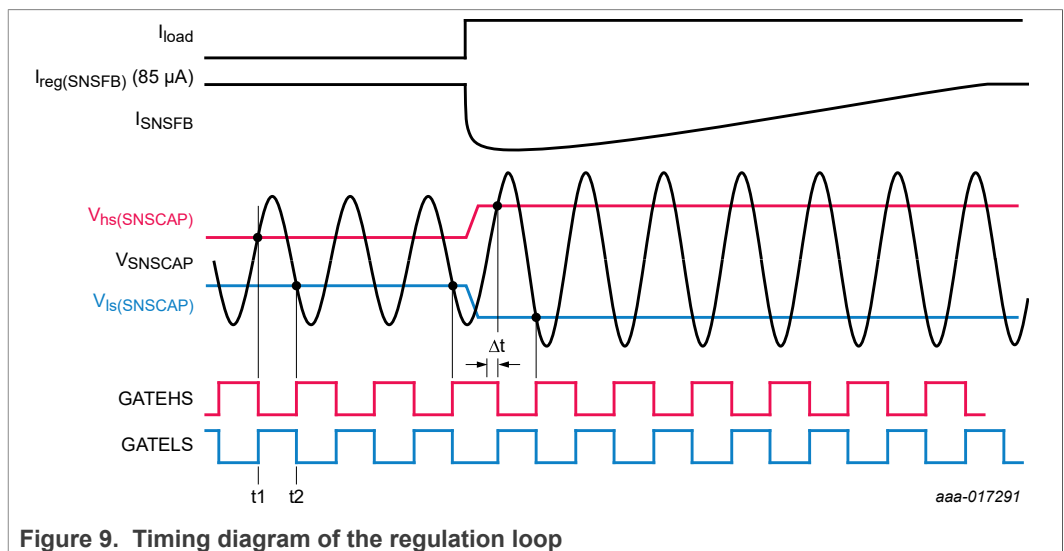 Iload
Ireg(SNSFB) (85 µA)
ISNSFB
Vhs(SNSCAP)
VSNSCAP
Vls(SNSCAP)
Δt
GATEHS
GATELS
t1 t2
aaa-017291
Figure 9. Timing diagram of the regulation loop